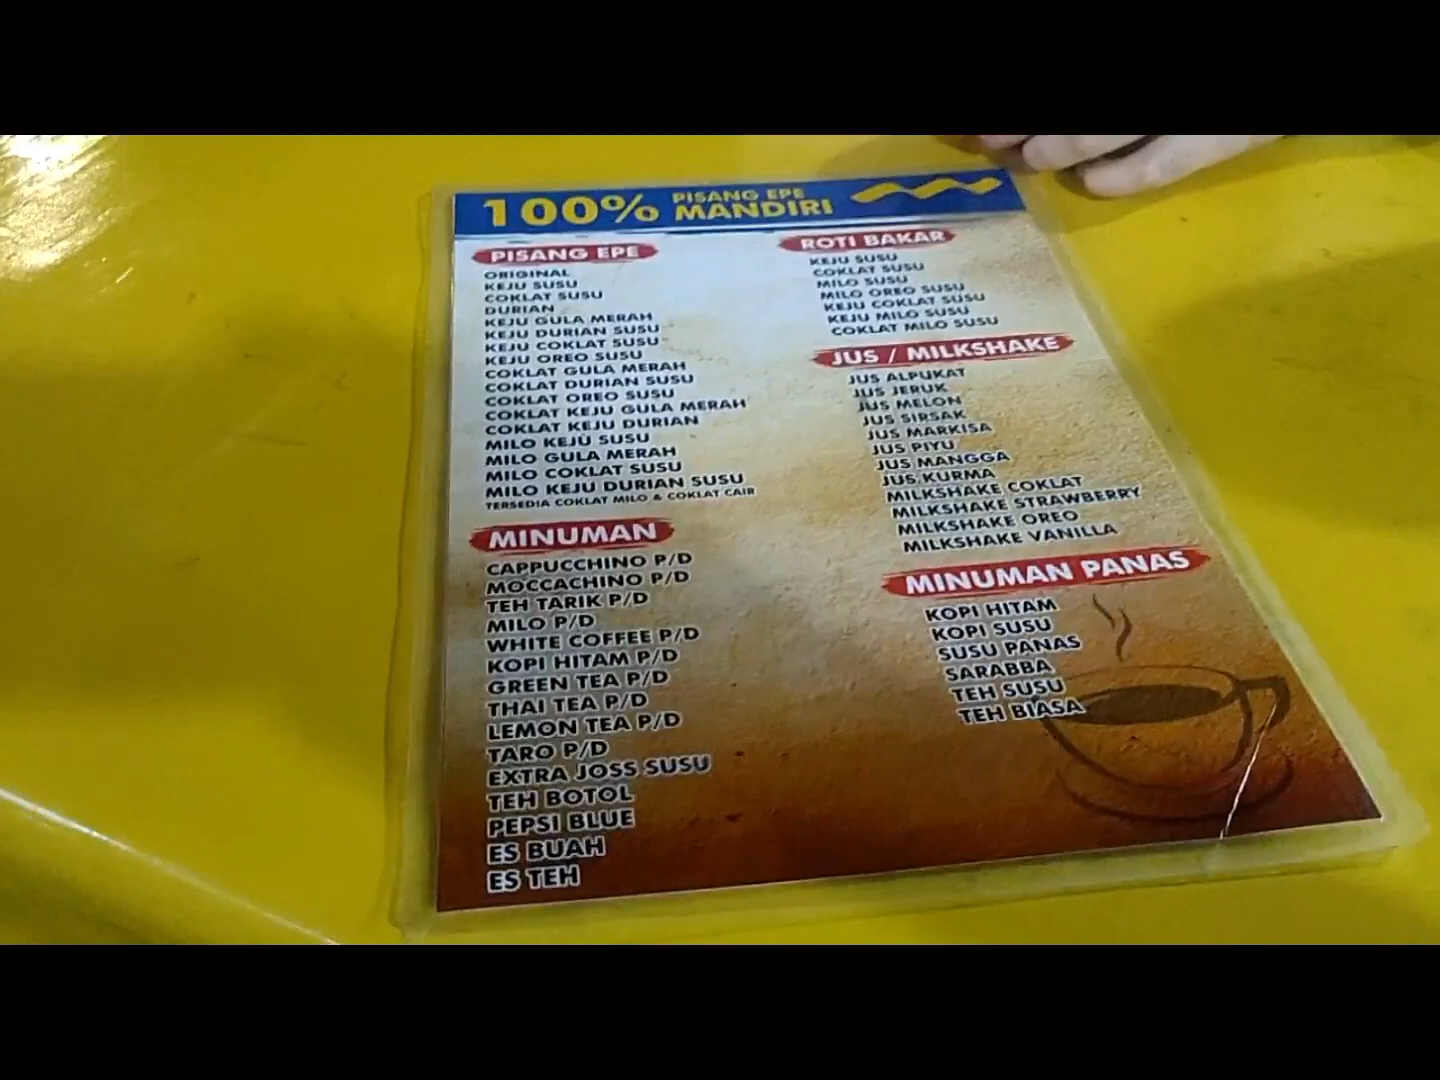 100% PISANG EPE
MANDIRI
PISANG EPE
ORIGINAL
KEJU SUSU
COKLAT SUSU
DURIAN
KEJU GULA MERAH
KEJU DURIAN SUSU
KEJU COKLAT SUSU
KEJU OREO SUSU
COKLAT GULA MERAH
COKLAT DURIAN SUSU
COKLAT OREO SUSU
COKLAT KEJU GULA MERAH
COKLAT KEJU DURIAN
MILO KEJU SUSU
MILO GULA MERAH
MILO COKLAT SUSU
MILO KEJU DURIAN SUSU
TERSEDIA COKLAT MILO & COKLAT CAIR
MINUMAN
CAPPUCCHINO P/D
MOCCACHINO P/D
TEH TARIK P/D
MILO P/D
WHITE COFFEE P/D
KOPI HITAM P/D
GREEN TEA P/D
THAI TEA P/D
LEMON TEA P/D
TARO P/D
EXTRA JOSS SUSU
TEH BOTOL
PEPSI BLUE
ES BUAH
ES TEH
ROTI BAKAR
KEJU SUSU
COKLAT SUSU
MILO SUSU
MILO OREO SUSU
KEJU COKLAT SUSU
KEJU MILO SUSU
COKLAT MILO SUSU
JUS / MILKSHAKE
JUS ALPUKAT
JUS JERUK
JUS MELON
JUS SIRSAK
JUS MARKISA
JUS PIYU
JUS MANGGA
JUS KURMA
MILKSHAKE COKLAT
MILKSHAKE STRAWBERRY
MILKSHAKE OREO
MILKSHAKE VANILLA
MINUMAN PANAS
KOPI HITAM
KOPI SUSU
SUSU PANAS
SARABBA
TEH SUSU
TEH BIASA